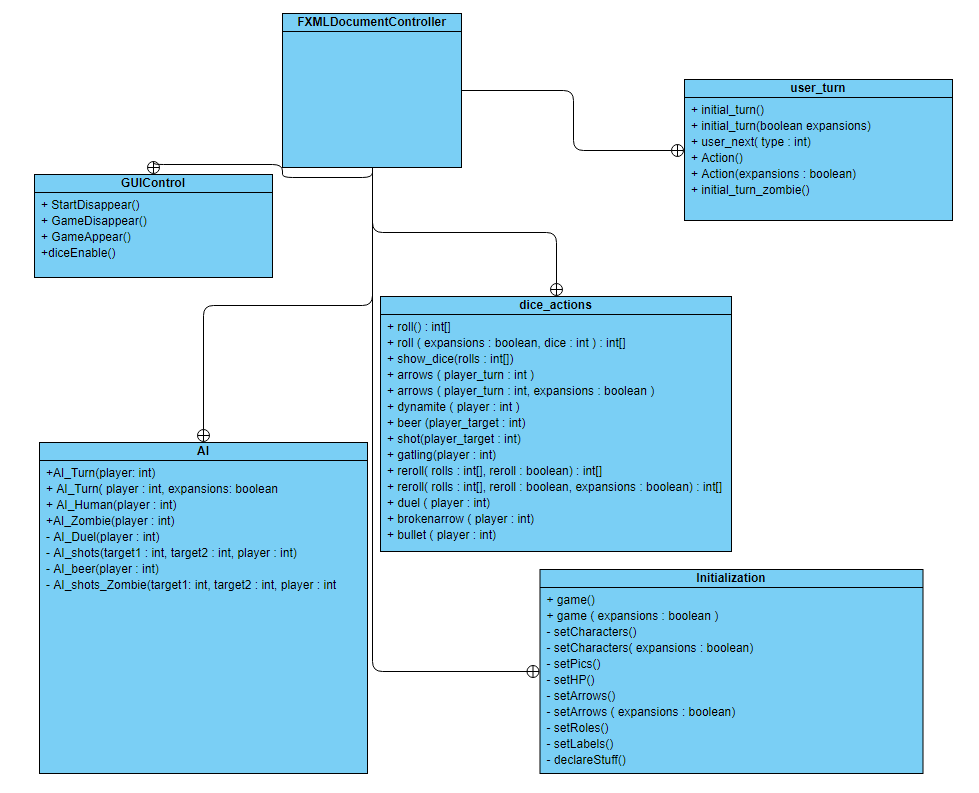 FXMLDocumentController
user_turn
+ initial_turn()
+ initial_turn(boolean expansions)
+ user_next( type : int)
+ Action()
+ Action(expansions : boolean)
+ initial_turn_zombie()
GUIControl
+ StartDisappear()
+ GameDisappear()
+ GameAppear()
+diceEnable()
dice_actions
+ roll() : int[]
+ roll ( expansions : boolean, dice : int ) : int[]
+ show_dice(rolls : int[])
+ arrows ( player_turn : int )
+ arrows ( player_turn : int, expansions : boolean )
+ dynamite ( player : int )
+ beer (player_target : int)
+ shot(player_target : int)
+ gatling(player : int)
+ reroll( rolls : int[], reroll : boolean) : int[]
+ reroll( rolls : int[], reroll : boolean, expansions : boolean) : int[]
+ duel ( player : int)
+ brokenarrow ( player : int)
+ bullet ( player : int)
AI
+AI_Turn(player: int)
+ AI_Turn( player : int, expansions: boolean
+ AI_Human(player : int)
+AI_Zombie(player : int)
- AI_Duel(player : int)
- AI_shots(target1 : int, target2 : int, player : int)
- AI_beer(player : int)
- AI_shots_Zombie(target1: int, target2 : int, player : int
Initialization
+ game()
+ game ( expansions : boolean )
- setCharacters()
- setCharacters( expansions : boolean)
- setPics()
- setHP()
- setArrows()
- setArrows ( expansions : boolean)
- setRoles()
- setLabels()
- declareStuff()